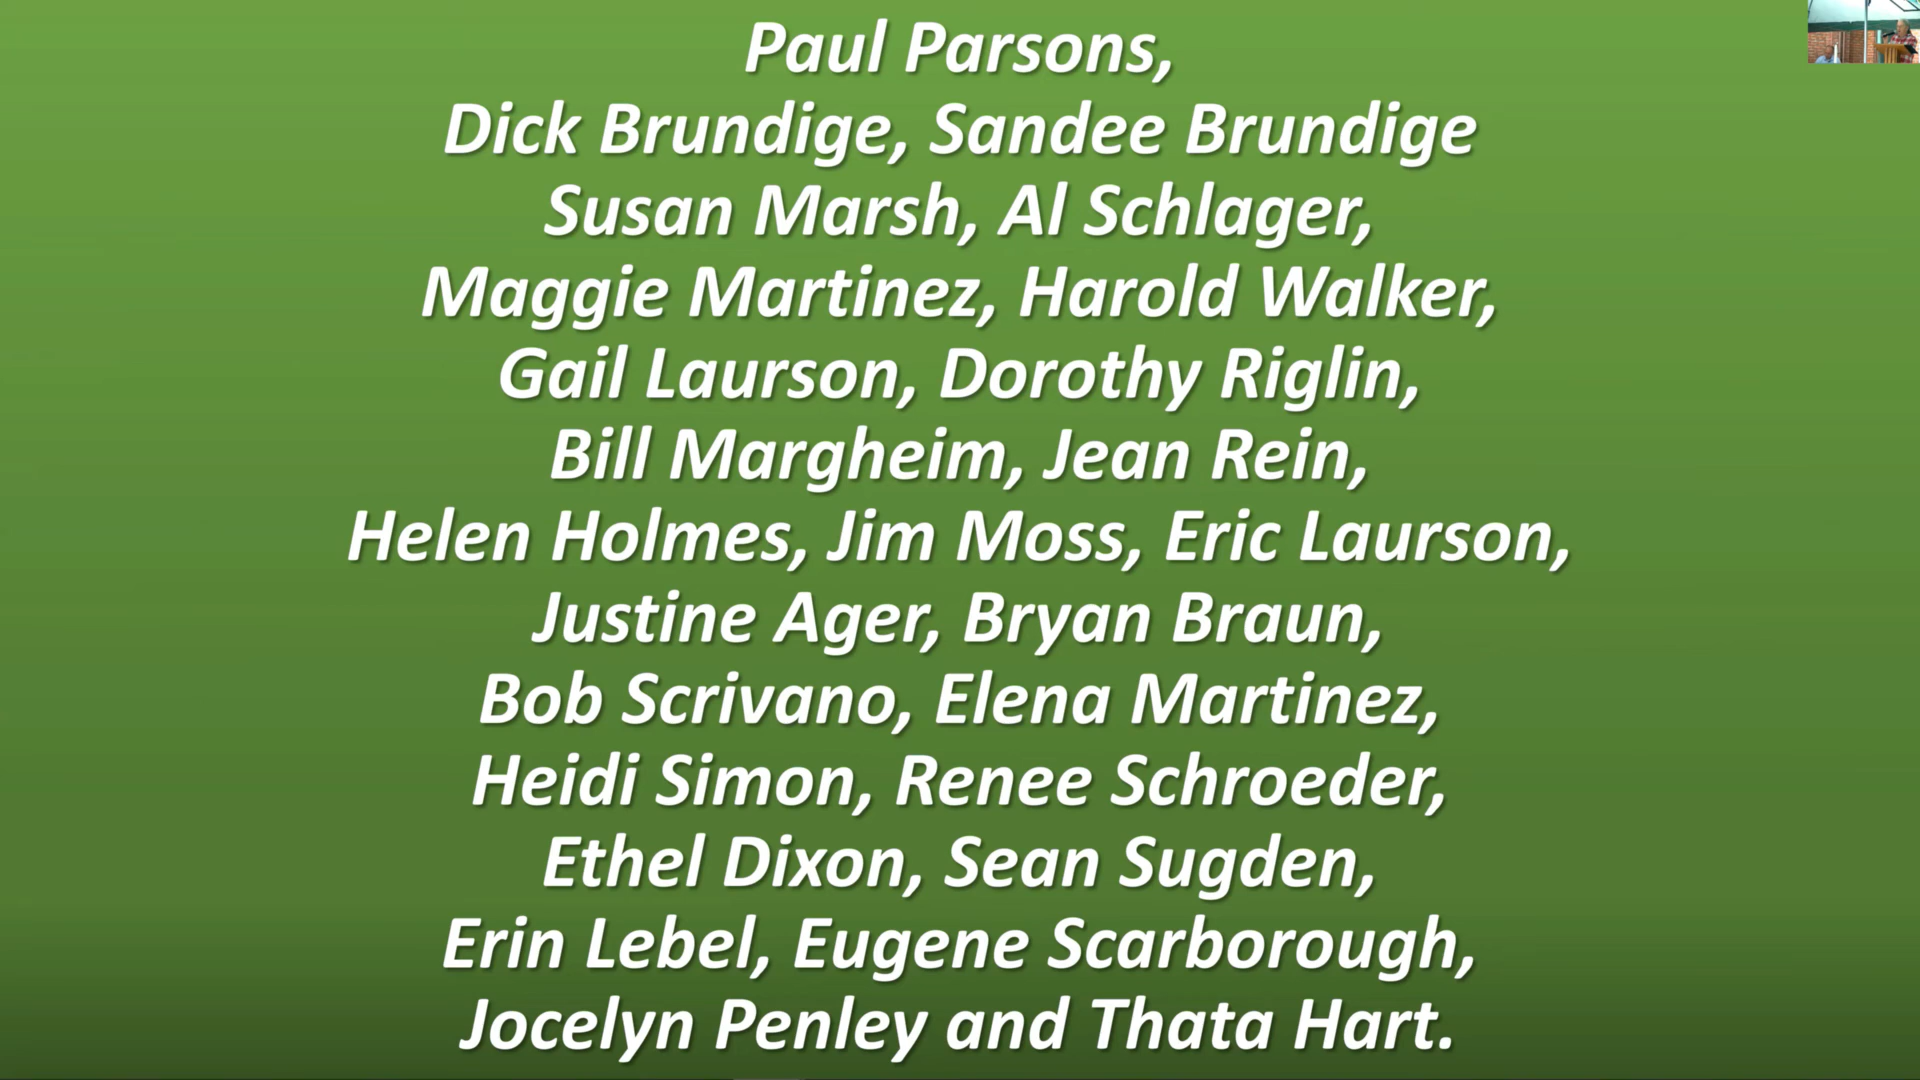 Paul Parsons,
Dick Brundige, Sandee Brundige
Susan Marsh, Al Schlager,
Maggie Martinez, Harold Walker,
Gail Laurson, Dorothy Riglin,
Bill Margheim, Jean Rein,
Helen Holmes, Jim Moss, Eric Laurson,
Justine Ager, Bryan Braun,
Bob Scrivano, Elena Martinez,
Heidi Simon, Renee Schroeder,
Ethel Dixon, Sean Sugden,
Erin Lebel, Eugene Scarborough,
Jocelyn Penley and Thata Hart.